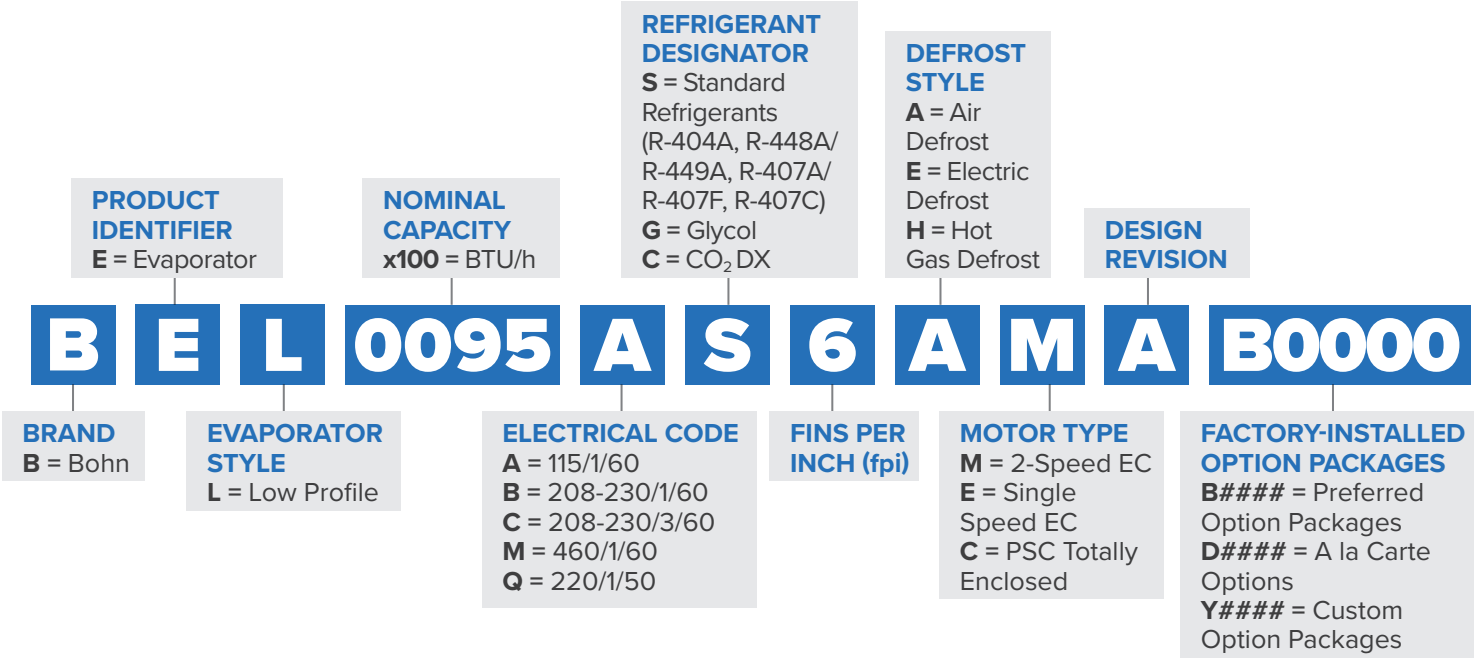 REFRIGERANT
DESIGNATOR
S = Standard
Refrigerants
(R-404A, R-448A/
R-449A, R-407A/
R-407F, R-407C)
G = Glycol
C = CO₂ DX
DEFROST
STYLE
A = Air
Defrost
E = Electric
Defrost
H = Hot
Gas Defrost
PRODUCT
IDENTIFIER
E = Evaporator
NOMINAL
CAPACITY
x100 = BTU/h
DESIGN
REVISION
B E L 0095 A S 6 A M A B0000
BRAND
B = Bohn
EVAPORATOR
STYLE
L = Low Profile
ELECTRICAL CODE
A = 115/1/60
B = 208-230/1/60
C = 208-230/3/60
M = 460/1/60
Q = 220/1/50
FINS PER
INCH (fpi)
MOTOR TYPE
M = 2-Speed EC
E = Single
Speed EC
C = PSC Totally
Enclosed
FACTORY-INSTALLED
OPTION PACKAGES
B#### = Preferred
Option Packages
D#### = A la Carte
Options
Y#### = Custom
Option Packages